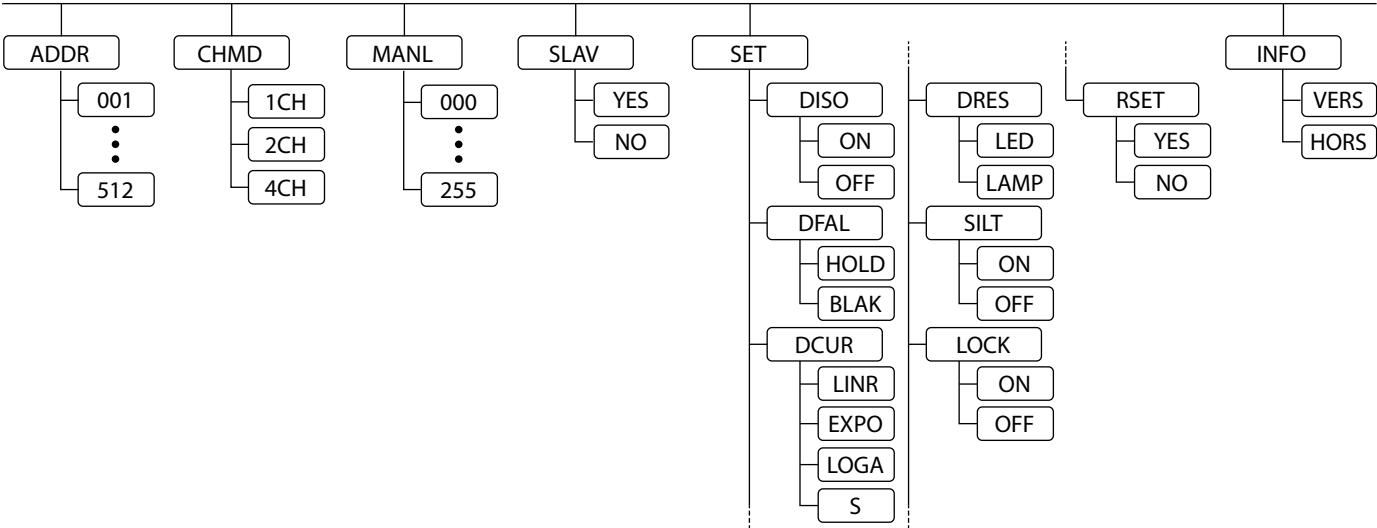 ADDR
001
512
CHMD
1CH
2CH
4CH
MANL
000
255
SLAV
YES
NO
SET
DISO
ON
OFF
DFAL
HOLD
BLAK
DCUR
LINR
EXPO
LOGA
S
DRES
LED
LAMP
SILT
ON
OFF
LOCK
ON
OFF
RSET
YES
NO
INFO
VERS
HORS